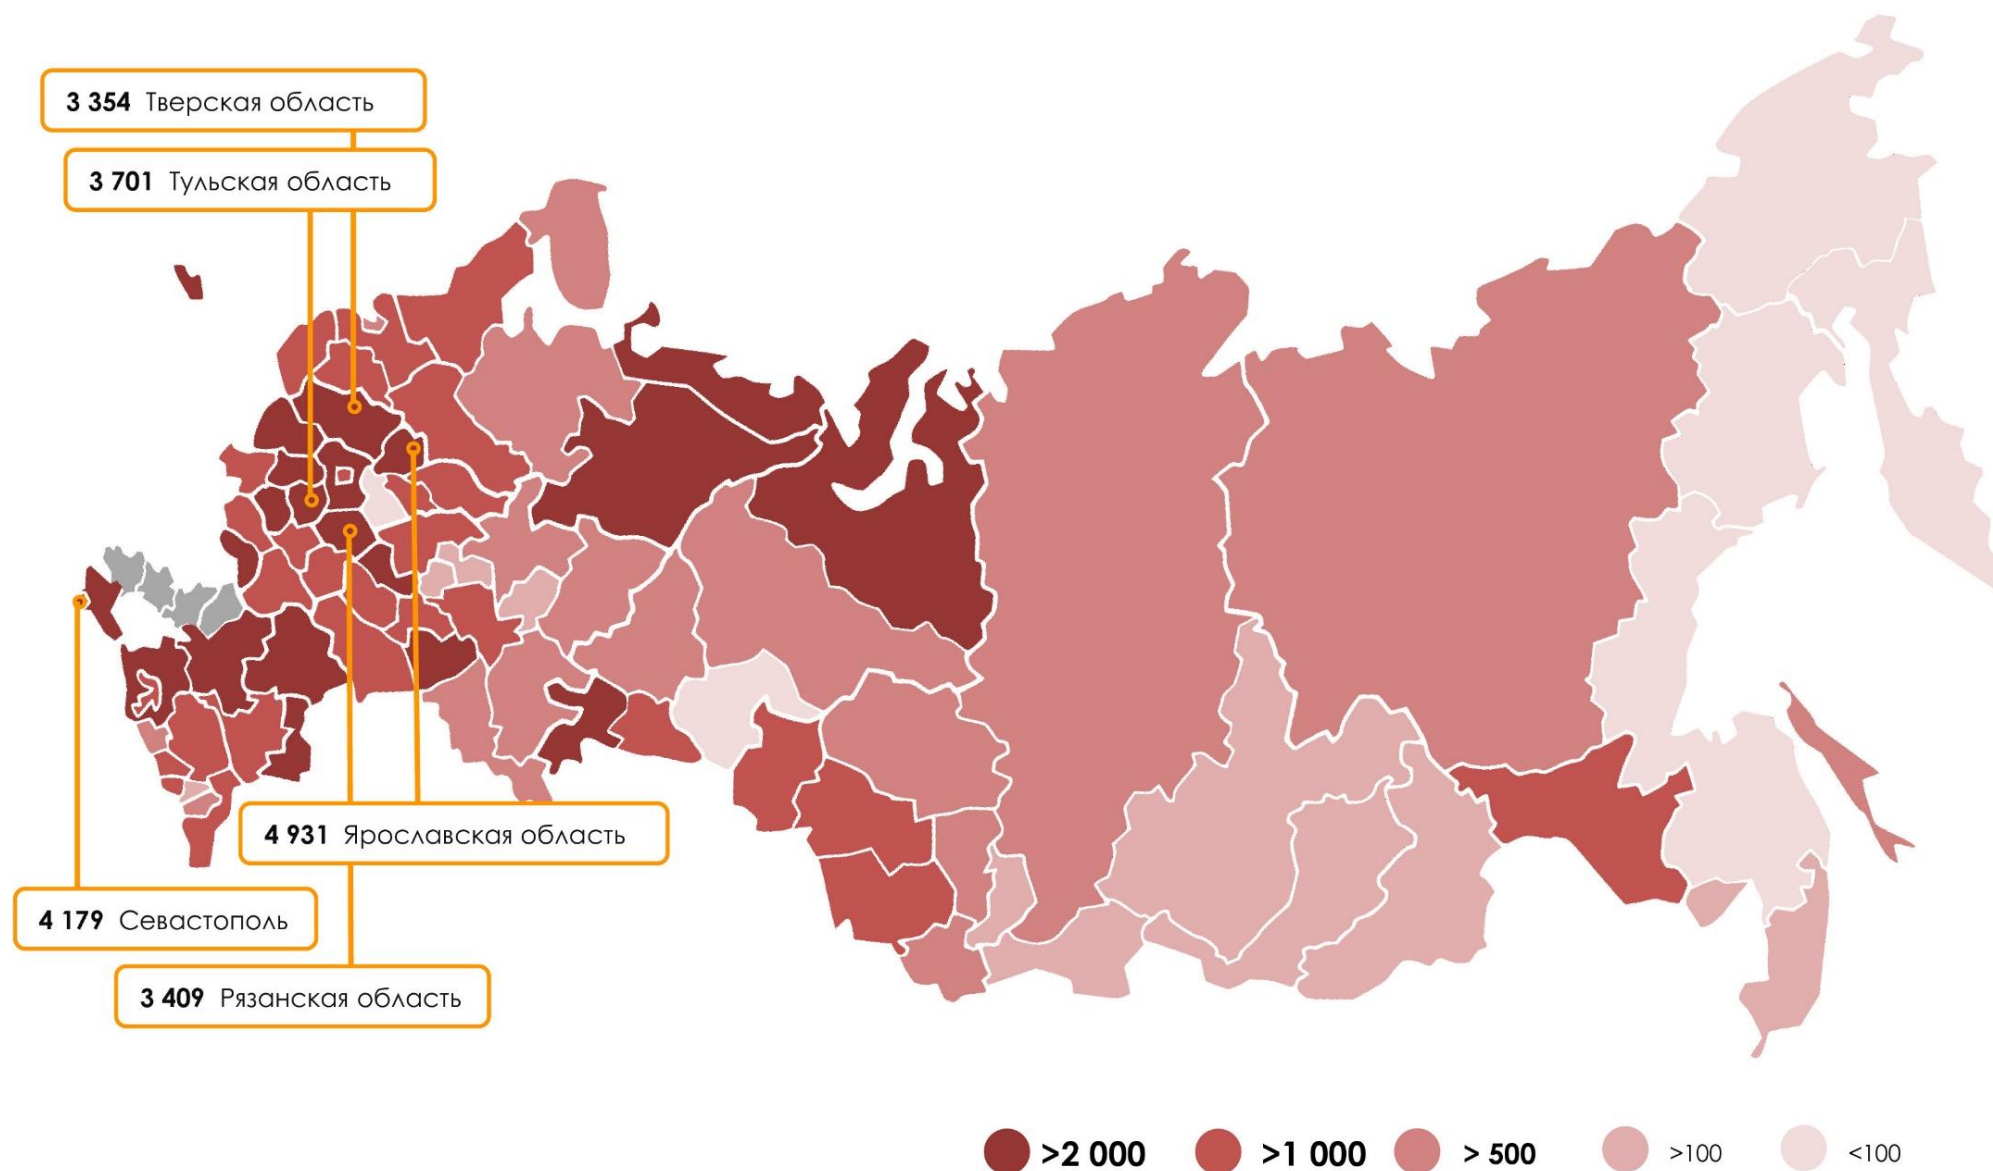 3 354 Тверская область
3 701 Тульская область
4 931 Ярославская область
4 179 Севастополь
3 409 Рязанская область
>2 000
>1 000
> 500
>100
<100